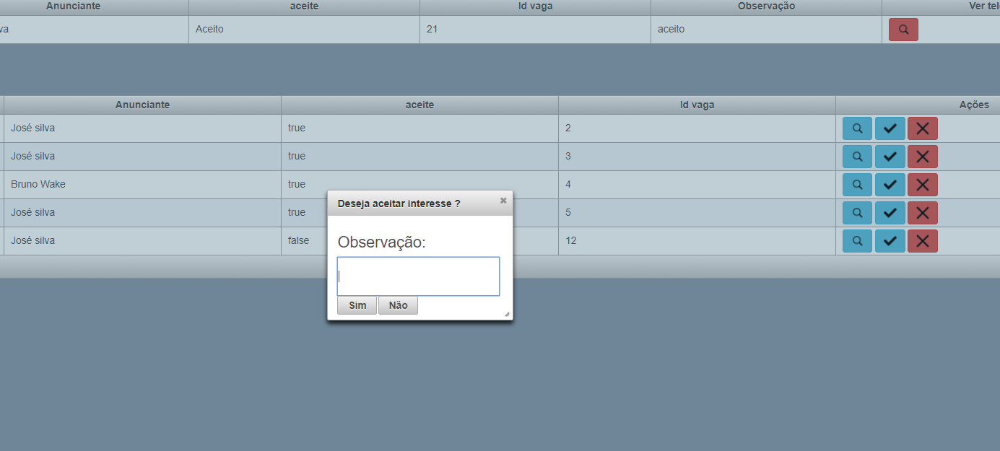 Anunciante aceite Id vaga Observação Ver
Aceito 21 aceito
Anunciante aceite Id vaga Ações
José silva true 2
José silva true 3
Bruno Wake true 4
José silva true 5
José silva false 12
Deseja aceitar interesse ?
Observação:
Sim Não